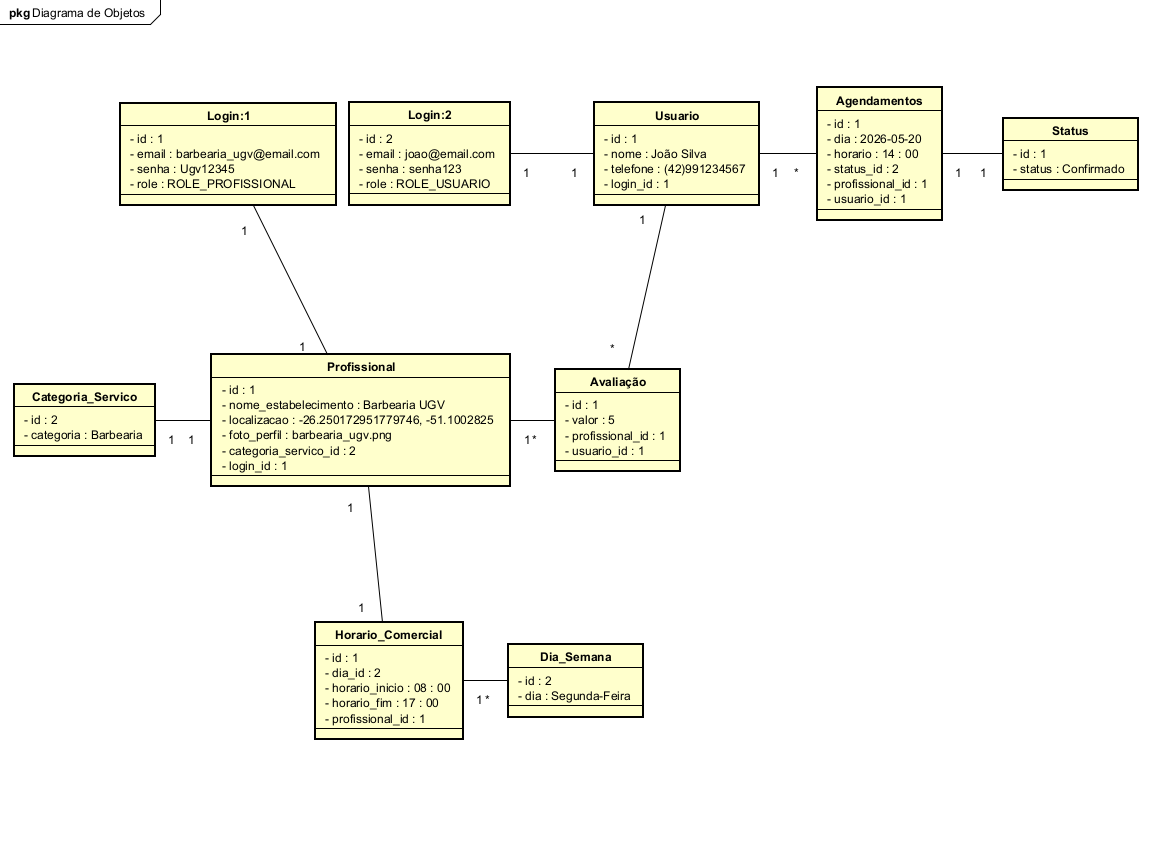 pkg Diagrama de Objetos
Login:1
- id : 1
- email : barbearia_ugv@email.com
- senha : Ugv12345
- role : ROLE_PROFISSIONAL
Login:2
- id : 2
- email : joao@email.com
- senha : senha123
- role : ROLE_USUARIO
1
1
Usuario
- id : 1
- nome : João Silva
- telefone : (42)991234567
- login_id : 1
1
*
Agendamentos
- id : 1
- dia : 2026-05-20
- horario : 14 : 00
- status_id : 2
- profissional_id : 1
- usuario_id : 1
1
1
Status
- id : 1
- status : Confirmado
1
1
1
*
Categoria_Servico
- id : 2
- categoria : Barbearia
1
1
Profissional
- id : 1
- nome_estabelecimento : Barbearia UGV
- localizacao : -26.250172951779746, -51.1002825
- foto_perfil : barbearia_ugv.png
- categoria_servico_id : 2
- login_id : 1
1
*
Avaliação
- id : 1
- valor : 5
- profissional_id : 1
- usuario_id : 1
1
1
Horario_Comercial
- id : 1
- dia_id : 2
- horario_inicio : 08 : 00
- horario_fim : 17 : 00
- profissional_id : 1
1
*
Dia_Semana
- id : 2
- dia : Segunda-Feira